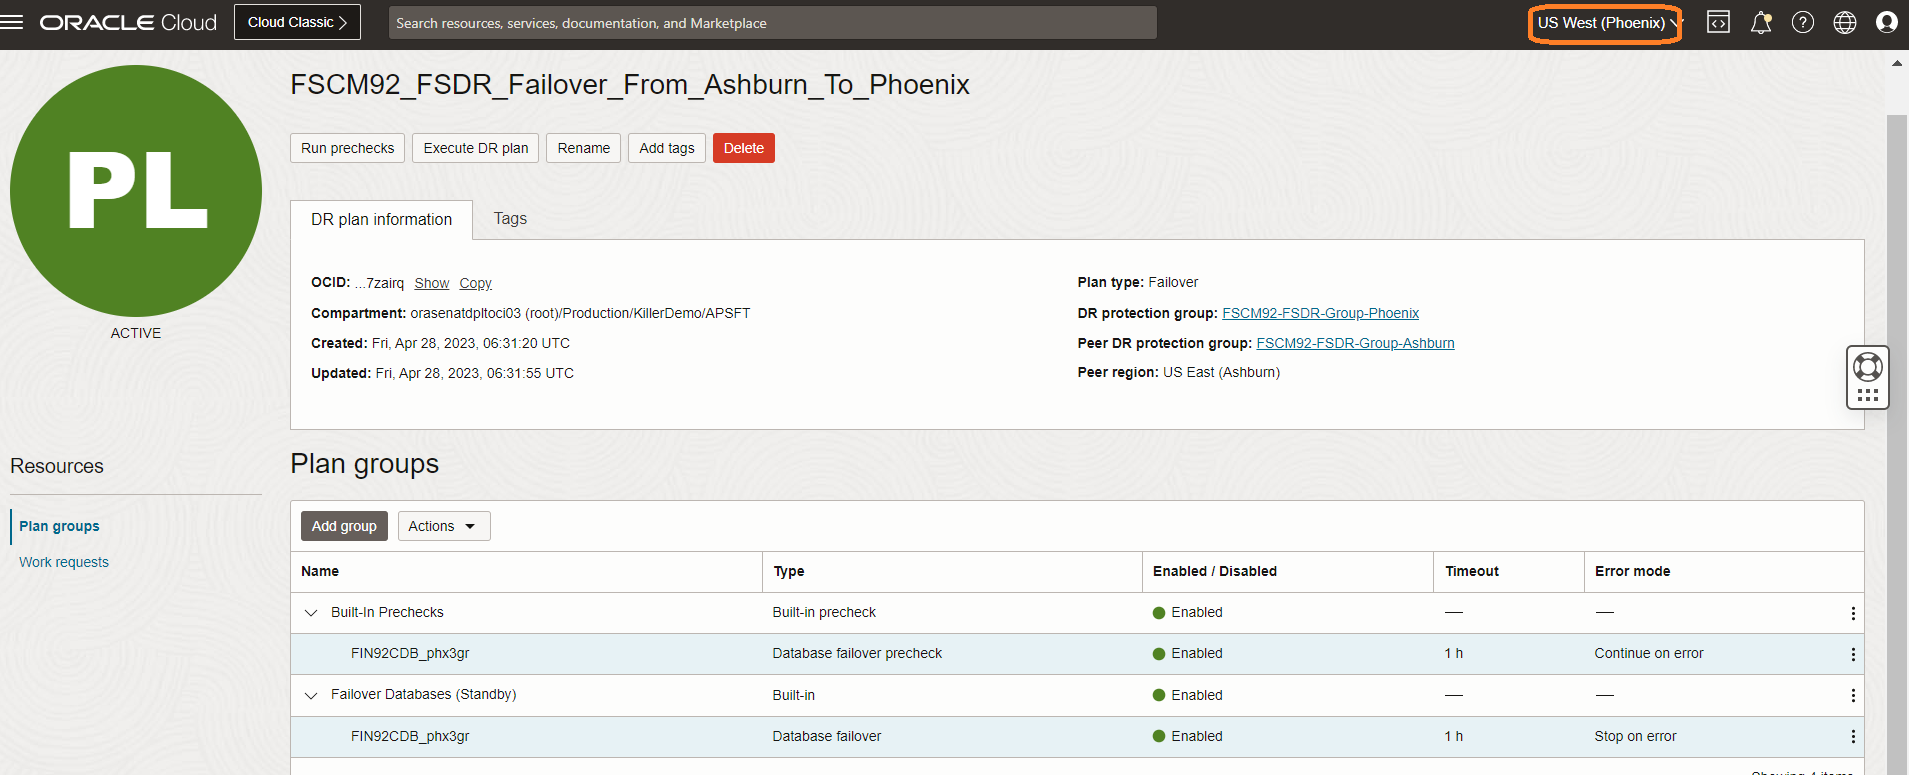 ORACLE Cloud
Cloud Classic
Search resources, services, documentation, and Marketplace
US West (Phoenix)
PL
ACTIVE
FSCM92_FSDR_Failover_From_Ashburn_To_Phoenix
Run prechecks Execute DR plan Rename Add tags Delete
DR plan information Tags
OCID: ...7zairq Show Copy
Compartment: orasenatdpltoci03 (root)/Production/KillerDemo/APSFT
Created: Fri, Apr 28, 2023, 06:31:20 UTC
Updated: Fri, Apr 28, 2023, 06:31:55 UTC
Plan type: Failover
DR protection group: FSCM92-FSDR-Group-Phoenix
Peer DR protection group: FSCM92-FSDR-Group-Ashburn
Peer region: US East (Ashburn)
Resources
Plan groups
Work requests
Plan groups
Add group Actions
Name Type Enabled / Disabled Timeout Error mode
Built-In Prechecks Built-in precheck Enabled — —
FIN92CDB_phx3gr Database failover precheck Enabled 1 h Continue on error
Failover Databases (Standby) Built-in Enabled — —
FIN92CDB_phx3gr Database failover Enabled 1 h Stop on error
Showing 4 items